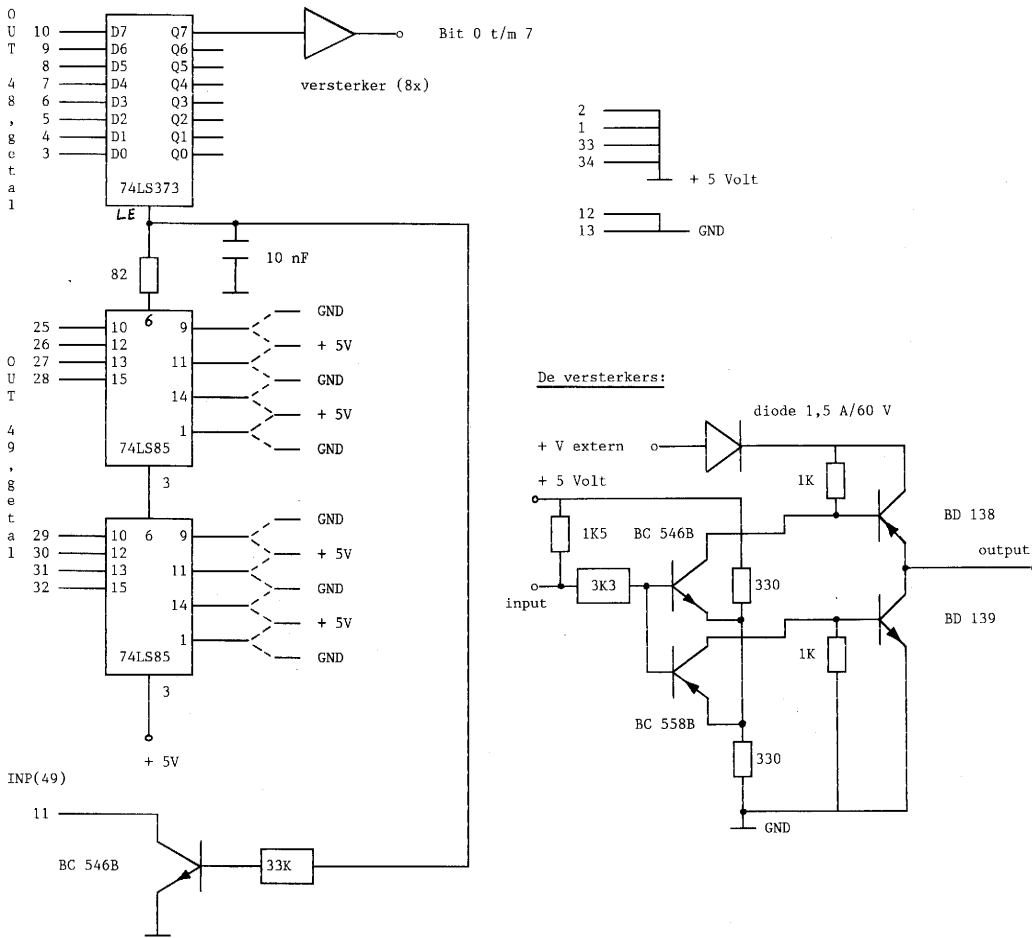 OUT 48,getal
10 D7 Q7
9 D6 Q6
8 D5 Q5
7 D4 Q4
6 D3 Q3
5 D2 Q2
4 D1 Q1
3 D0 Q0
74LS373
LE
Bit 0 t/m 7
versterker (8x)
2
1
33
34
+ 5 Volt
12
13
GND
82
10 nF
OUT 49,getal
6
25 10 9
26 12
27 13 11
28 15
14
1
74LS85
3
GND
+ 5V
GND
+ 5V
GND
29 10 6 9
30 12
31 13 11
32 15
14
1
74LS85
3
GND
+ 5V
GND
+ 5V
GND
+ 5V
INP(49)
11
BC 546B
33K
De versterkers:
diode 1,5 A/60 V
+ V extern
+ 5 Volt
1K
BD 138
1K5
BC 546B
output
input
3K3
330
BD 139
1K
BC 558B
330
GND